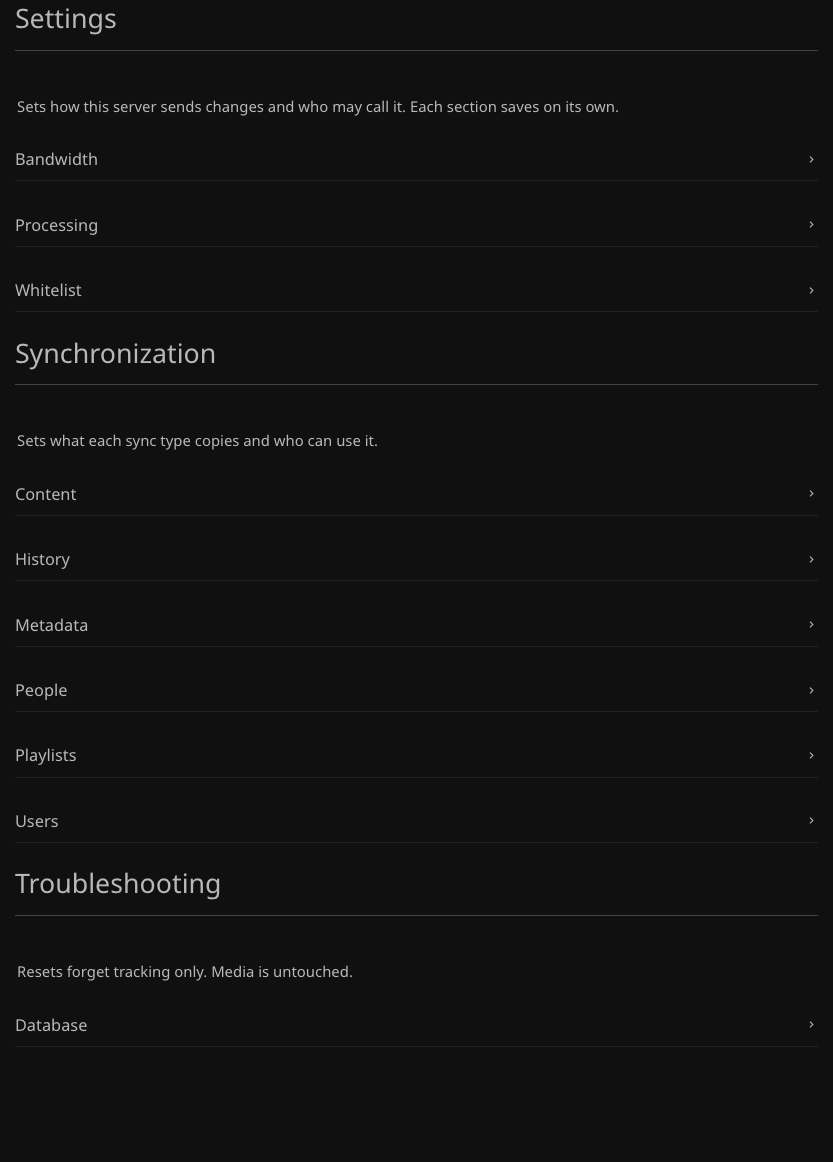 Settings
Sets how this server sends changes and who may call it. Each section saves on its own.
Bandwidth
Processing
Whitelist
Synchronization
Sets what each sync type copies and who can use it.
Content
History
Metadata
People
Playlists
Users
Troubleshooting
Resets forget tracking only. Media is untouched.
Database